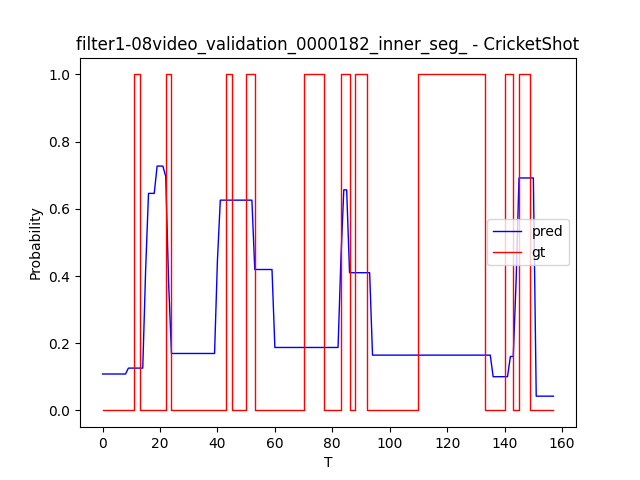 filter1-08video_validation_0000182_inner_seg_ - CricketShot
1.0
0.8
0.6
0.4
0.2
0.0
Probability
pred
gt
0 20 40 60 80 100 120 140 160
T